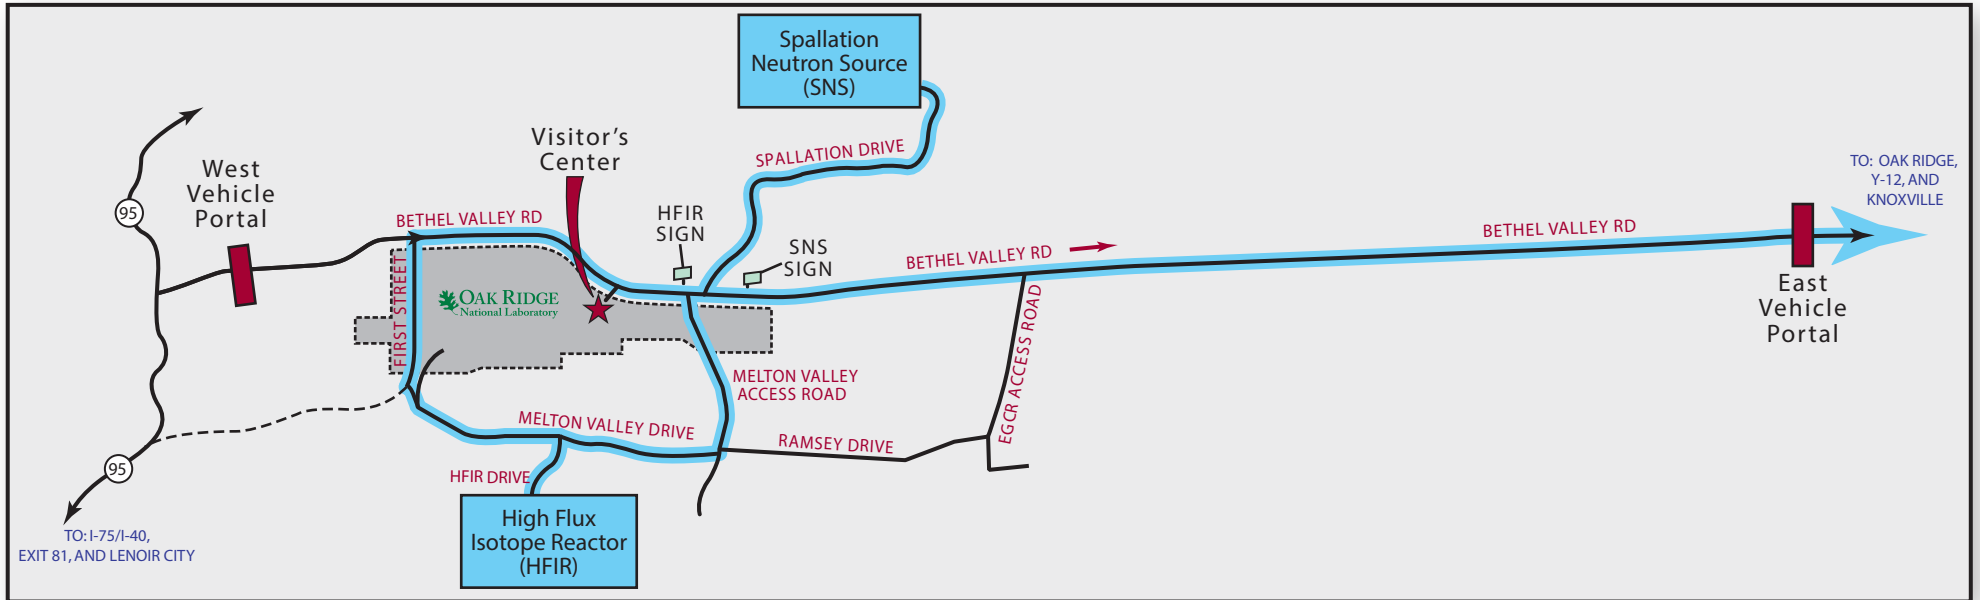 Spallation
Neutron Source
(SNS)
Visitor's
Center
SPALLATION DRIVE
West
Vehicle
Portal
95
TO: OAK RIDGE,
Y-12, AND
KNOXVILLE
BETHEL VALLEY RD
HFIR
SIGN
SNS
SIGN
BETHEL VALLEY RD
BETHEL VALLEY RD
FIRST STREET
OAK RIDGE
National Laboratory
East
Vehicle
Portal
EGCR ACCESS ROAD
MELTON VALLEY
ACCESS ROAD
MELTON VALLEY DRIVE
RAMSEY DRIVE
95
HFIR DRIVE
High Flux
Isotope Reactor
(HFIR)
TO: I-75/I-40,
EXIT 81, AND LENOIR CITY